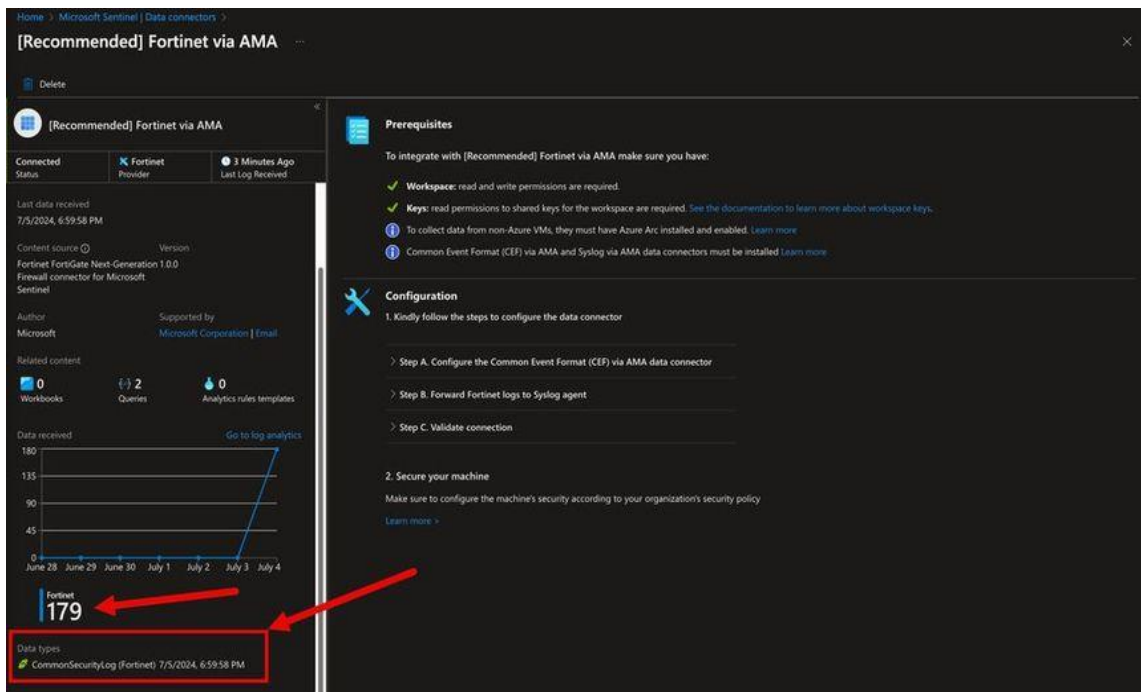 Home > Microsoft Sentinel | Data connectors >
[Recommended] Fortinet via AMA ...
Delete
[Recommended] Fortinet via AMA
Connected
Status
Fortinet
Provider
3 Minutes Ago
Last Log Received
Last data received
7/5/2024, 6:59:58 PM
Content source
Version
Fortinet FortiGate Next-Generation 1.0.0
Firewall connector for Microsoft
Sentinel
Author
Supported by
Microsoft
Microsoft Corporation | Email
Related content
0
Workbooks
2
Queries
0
Analytics rules templates
Data received
Go to log analytics
180
135
90
45
0
June 28 June 29 June 30 July 1 July 2 July 3 July 4
Fortinet
179
Data types
CommonSecurityLog (Fortinet) 7/5/2024, 6:59:58 PM
Prerequisites
To integrate with [Recommended] Fortinet via AMA make sure you have:
Workspace: read and write permissions are required.
Keys: read permissions to shared keys for the workspace are required. See the documentation to learn more about workspace keys.
To collect data from non-Azure VMs, they must have Azure Arc installed and enabled. Learn more
Common Event Format (CEF) via AMA and Syslog via AMA data connectors must be installed Learn more
Configuration
1. Kindly follow the steps to configure the data connector
> Step A. Configure the Common Event Format (CEF) via AMA data connector
> Step B. Forward Fortinet logs to Syslog agent
> Step C. Validate connection
2. Secure your machine
Make sure to configure the machine's security according to your organization's security policy
Learn more >